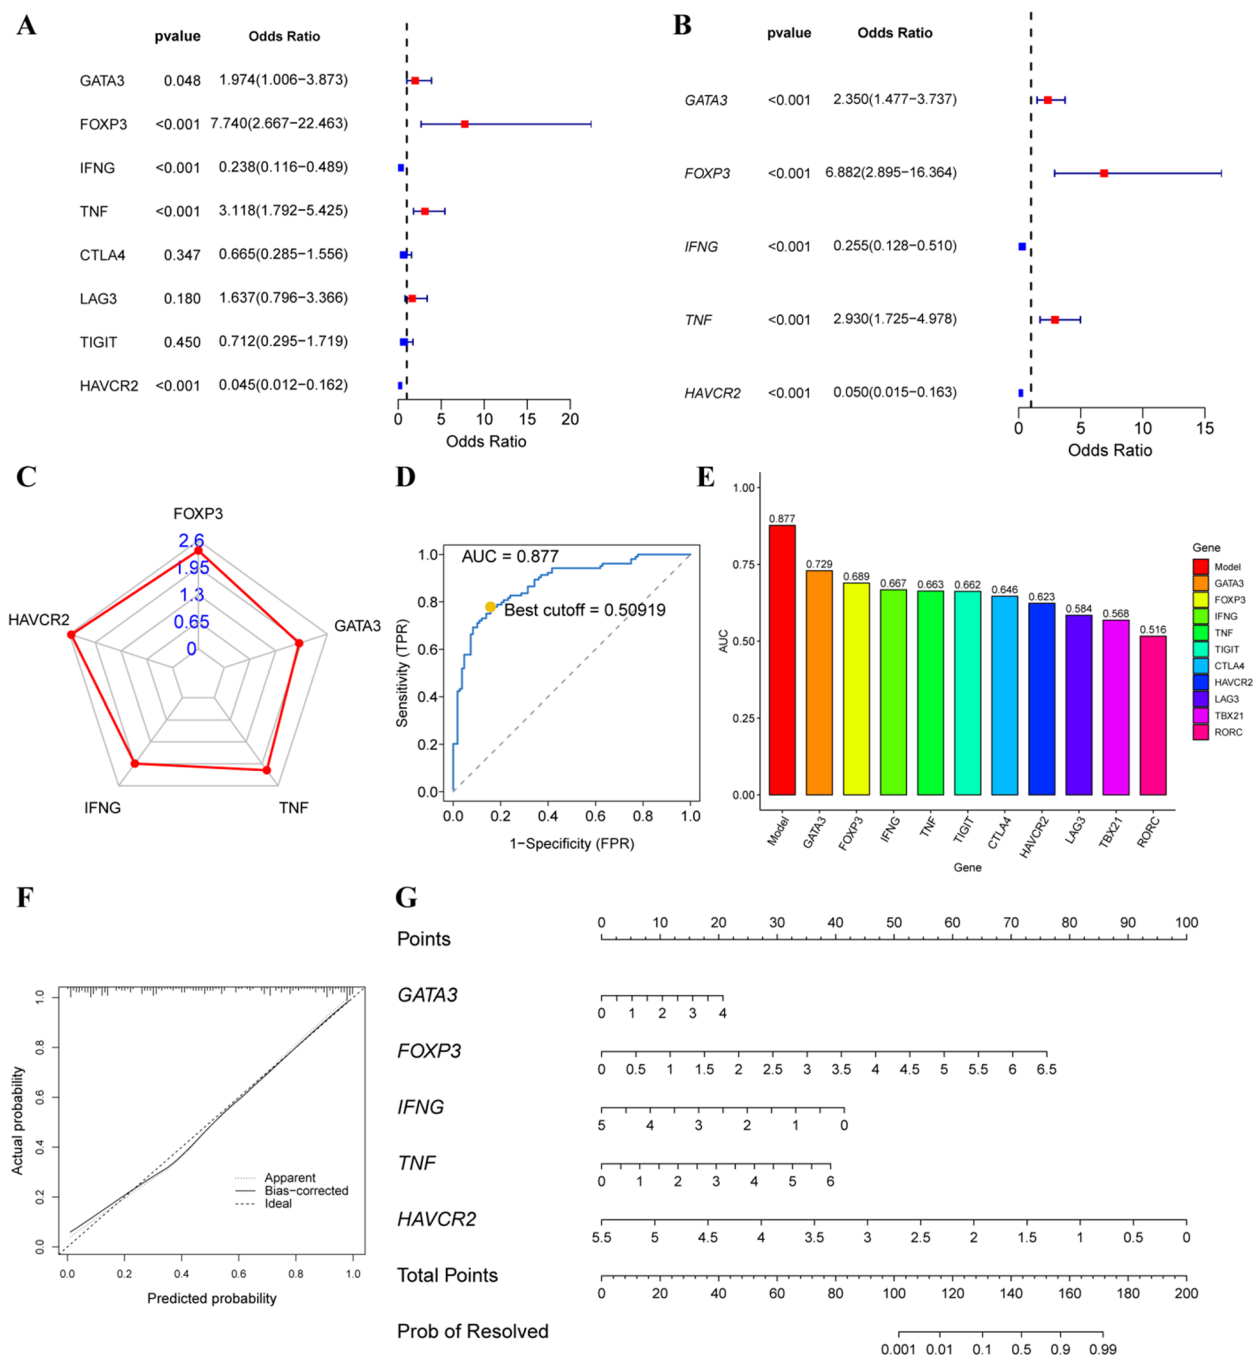 A
pvalue Odds Ratio
GATA3 0.048 1.974(1.006−3.873)
FOXP3 <0.001 7.740(2.667−22.463)
IFNG <0.001 0.238(0.116−0.489)
TNF <0.001 3.118(1.792−5.425)
CTLA4 0.347 0.665(0.285−1.556)
LAG3 0.180 1.637(0.796−3.366)
TIGIT 0.450 0.712(0.295−1.719)
HAVCR2 <0.001 0.045(0.012−0.162)
0 5 10 15 20
Odds Ratio
B
pvalue Odds Ratio
GATA3 <0.001 2.350(1.477−3.737)
FOXP3 <0.001 6.882(2.895−16.364)
IFNG <0.001 0.255(0.128−0.510)
TNF <0.001 2.930(1.725−4.978)
HAVCR2 <0.001 0.050(0.015−0.163)
0 5 10 15
Odds Ratio
C
FOXP3
2.6
1.95
1.3
0.65
0
HAVCR2
GATA3
IFNG
TNF
D
AUC = 0.877
Best cutoff = 0.50919
Sensitivity (TPR)
1.0
0.8
0.6
0.4
0.2
0.0
0.0 0.2 0.4 0.6 0.8 1.0
1−Specificity (FPR)
E
AUC
1.00
0.75
0.50
0.25
0.00
0.877 0.729 0.689 0.667 0.663 0.662 0.646 0.623 0.584 0.568 0.516
Model GATA3 FOXP3 IFNG TNF TIGIT CTLA4 HAVCR2 LAG3 TBX21 RORC
Gene
Gene
Model
GATA3
FOXP3
IFNG
TNF
TIGIT
CTLA4
HAVCR2
LAG3
TBX21
RORC
F
Actual probability
1.0
0.8
0.6
0.4
0.2
0.0
Apparent
Bias−corrected
Ideal
0.0 0.2 0.4 0.6 0.8 1.0
Predicted probability
G
0 10 20 30 40 50 60 70 80 90 100
Points
GATA3
0 1 2 3 4
FOXP3
0 0.5 1 1.5 2 2.5 3 3.5 4 4.5 5 5.5 6 6.5
IFNG
5 4 3 2 1 0
TNF
0 1 2 3 4 5 6
HAVCR2
5.5 5 4.5 4 3.5 3 2.5 2 1.5 1 0.5 0
Total Points
0 20 40 60 80 100 120 140 160 180 200
Prob of Resolved
0.001 0.01 0.1 0.5 0.9 0.99